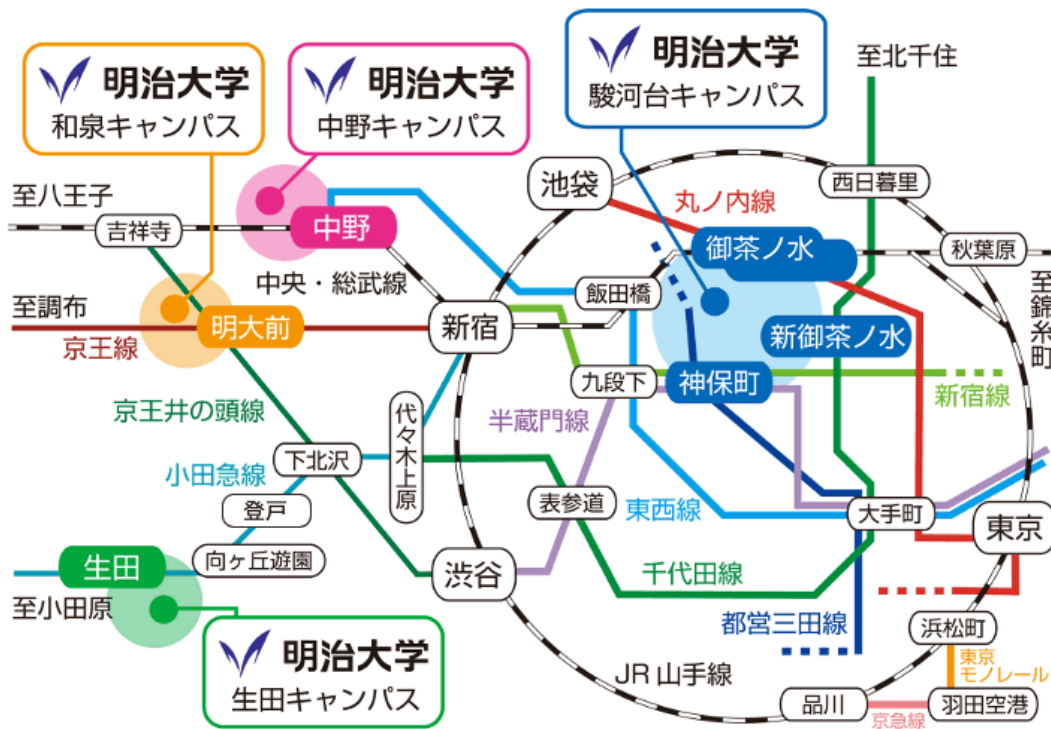 明治大学
和泉キャンパス
明治大学
中野キャンパス
明治大学
駿河台キャンパス
至北千住
至八王子
吉祥寺
中野
中央・総武線
池袋
丸ノ内線
西日暮里
御茶ノ水
秋葉原
至錦糸町
至調布
京王線
明大前
新宿
飯田橋
新御茶ノ水
九段下
神保町
新宿線
京王井の頭線
代々木上原
半蔵門線
小田急線
下北沢
登戸
向ヶ丘遊園
表参道
東西線
大手町
東京
生田
至小田原
渋谷
千代田線
都営三田線
浜松町
明治大学
生田キャンパス
JR山手線
東京
モノレール
品川
京急線
羽田空港